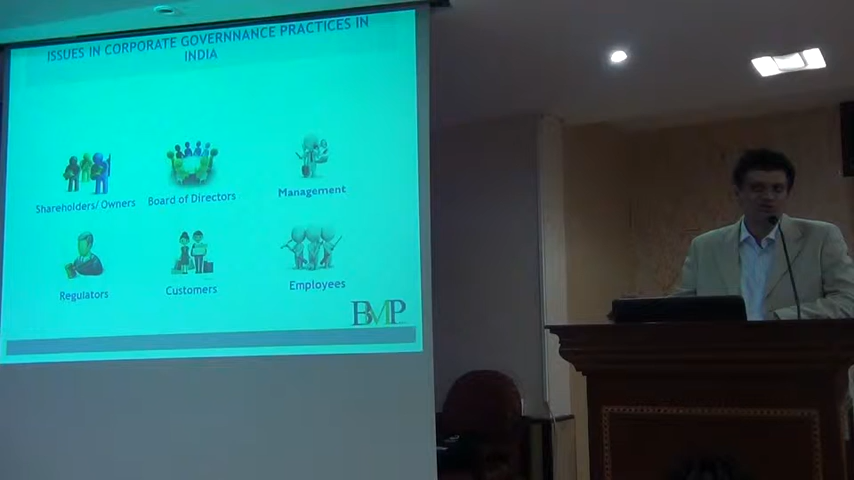 ISSUES IN CORPORATE GOVERNNANCE PRACTICES IN
INDIA
Shareholders/ Owners
Board of Directors
Management
Regulators
Customers
Employees
BMP